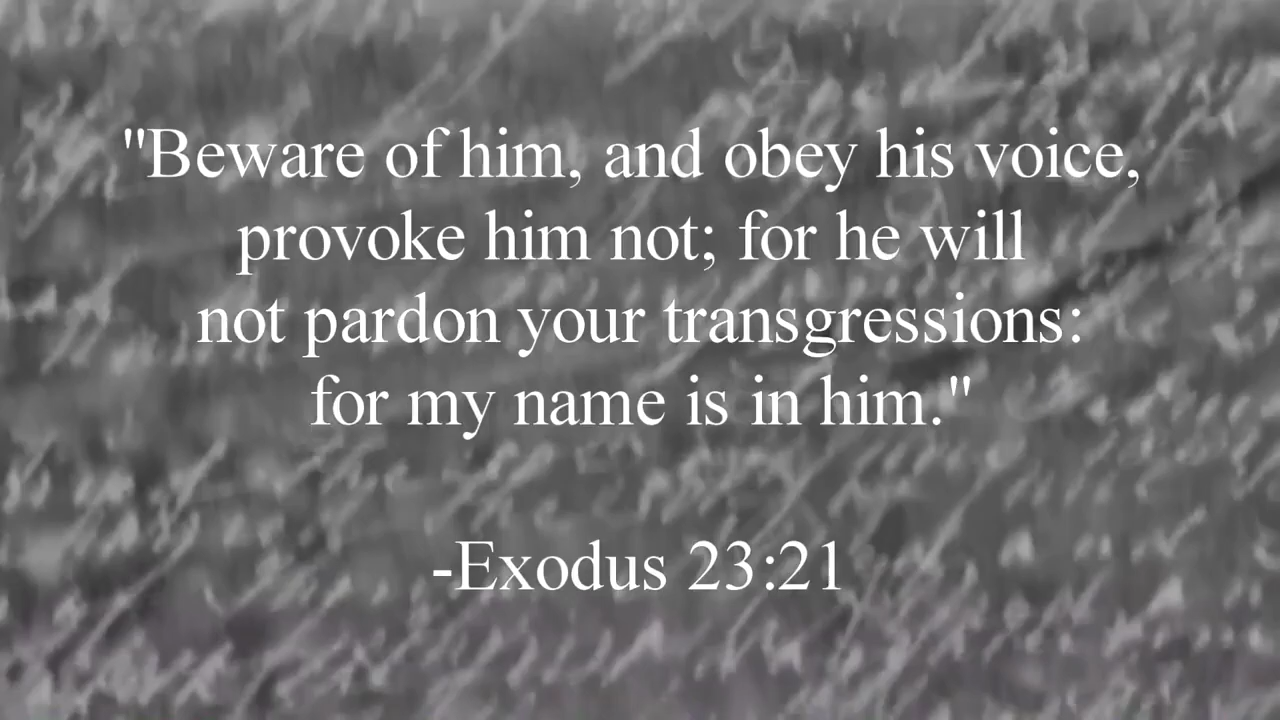 "Beware of him, and obey his voice,
provoke him not; for he will
not pardon your transgressions:
for my name is in him."
-Exodus 23:21